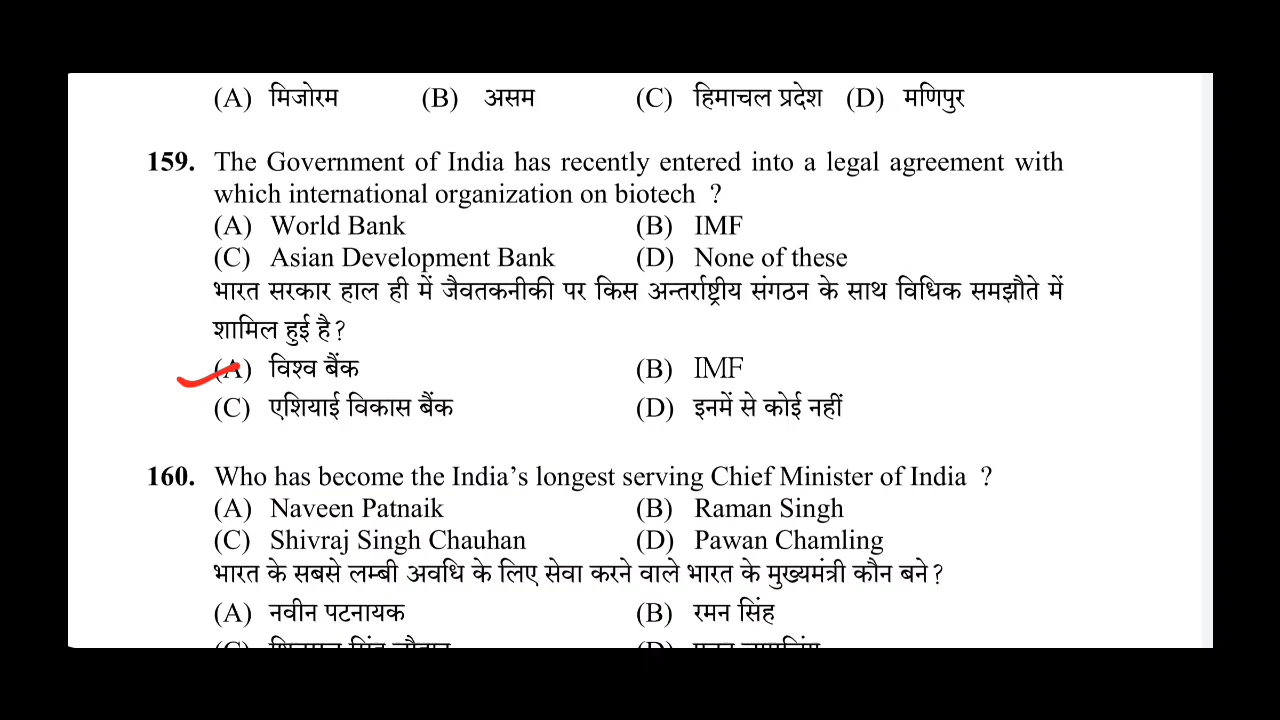 (A) मिजोरम (B) असम (C) हिमाचल प्रदेश (D) मणिपुर
159. The Government of India has recently entered into a legal agreement with
which international organization on biotech ?
(A) World Bank (B) IMF
(C) Asian Development Bank (D) None of these
भारत सरकार हाल ही में जैवतकनीकी पर किस अन्तर्राष्ट्रीय संगठन के साथ विधिक समझौते में
शामिल हुई है?
(A) विश्व बैंक (B) IMF
(C) एशियाई विकास बैंक (D) इनमें से कोई नहीं
160. Who has become the India’s longest serving Chief Minister of India ?
(A) Naveen Patnaik (B) Raman Singh
(C) Shivraj Singh Chauhan (D) Pawan Chamling
भारत के सबसे लम्बी अवधि के लिए सेवा करने वाले भारत के मुख्यमंत्री कौन बने?
(A) नवीन पटनायक (B) रमन सिंह